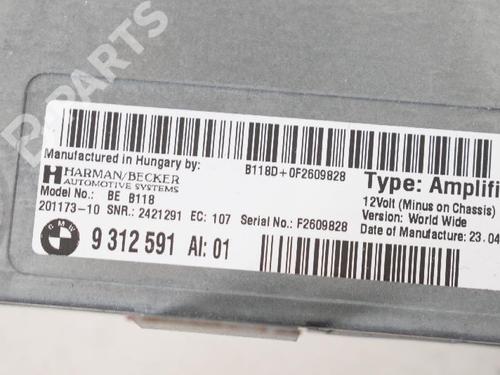 B-PARTS
Manufactured in Hungary by:
B118D+0F2609828
HARMAN/BECKER
AUTOMOTIVE SYSTEMS
Model No.: BE B118
201173-10 SNR.: 2421291 EC: 107 Serial No.: F2609828
BMW
9 312 591 AI: 01
Type: Amplifi
12Volt (Minus on Chassis)
Version: World Wide
Date of Manufacture: 23.04